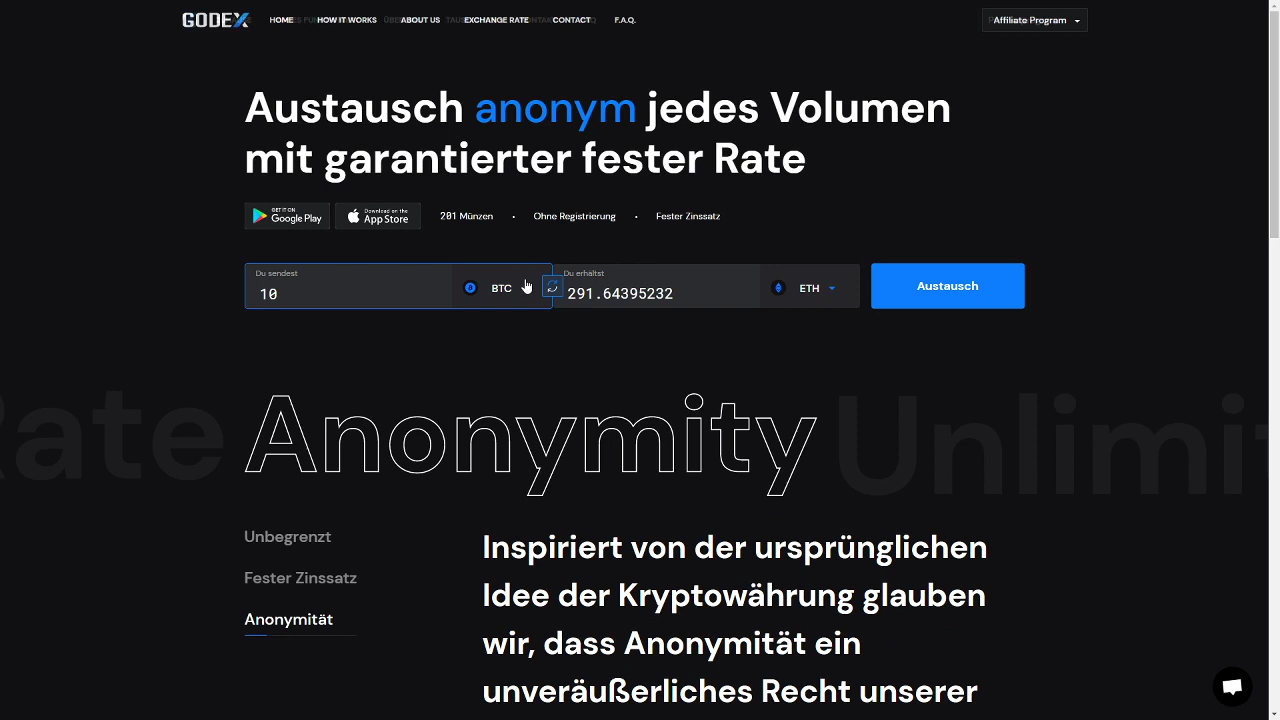 GODEX
HOME HOW IT WORKS ABOUT US EXCHANGE RATE CONTACT F.A.Q. Affiliate Program
Austausch anonym jedes Volumen
mit garantierter fester Rate
GET IT ON Google Play Download on the App Store 201 Münzen · Ohne Registrierung · Fester Zinssatz
Du sendest Du erhältst
10 BTC 291.64395232 ETH Austausch
Rate Anonymity Unlimit
Unbegrenzt
Fester Zinssatz
Anonymität
Inspiriert von der ursprünglichen
Idee der Kryptowährung glauben
wir, dass Anonymität ein
unveräußerliches Recht unserer